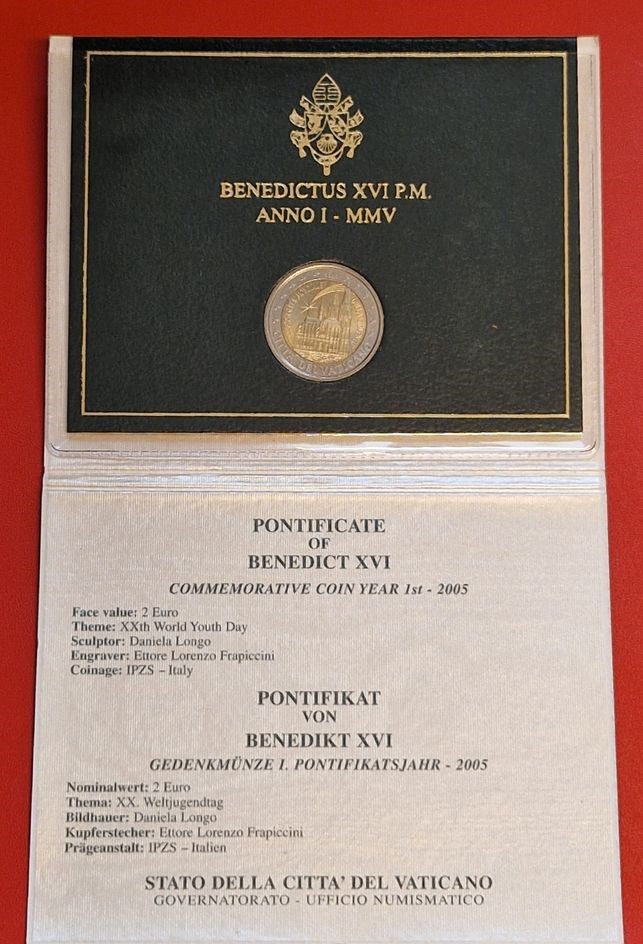 BENEDICTUS XVI P.M.
ANNO I - MMV
CITTÀ DEL VATICANO
PONTIFICATE
OF
BENEDICT XVI
COMMEMORATIVE COIN YEAR 1st - 2005
Face value: 2 Euro
Theme: XXth World Youth Day
Sculptor: Daniela Longo
Engraver: Ettore Lorenzo Frapiccini
Coinage: IPZS – Italy
PONTIFIKAT
VON
BENEDIKT XVI
GEDENKMÜNZE I. PONTIFIKATSJAHR - 2005
Nominalwert: 2 Euro
Thema: XX. Weltjugendtag
Bildhauer: Daniela Longo
Kupferstecher: Ettore Lorenzo Frapiccini
Prägeanstalt: IPZS – Italien
STATO DELLA CITTA' DEL VATICANO
GOVERNATORATO - UFFICIO NUMISMATICO